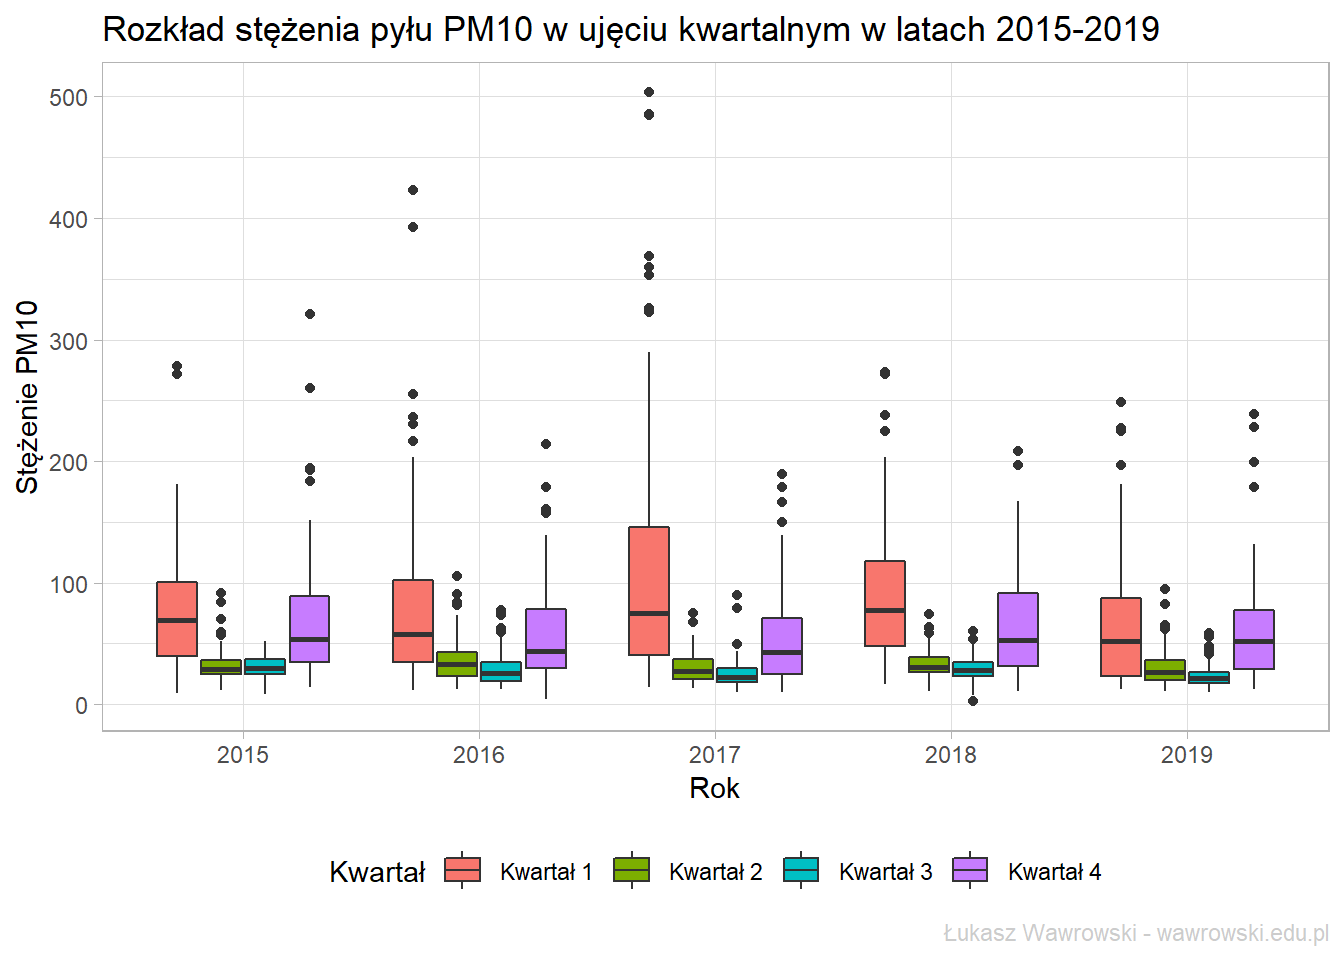 Rozkład stężenia pyłu PM10 w ujęciu kwartalnym w latach 2015-2019
500
400
300
200
100
0
Stężenie PM10
2015 2016 2017 2018 2019
Rok
Kwartał Kwartał 1 Kwartał 2 Kwartał 3 Kwartał 4
Łukasz Wawrowski - wawrowski.edu.pl